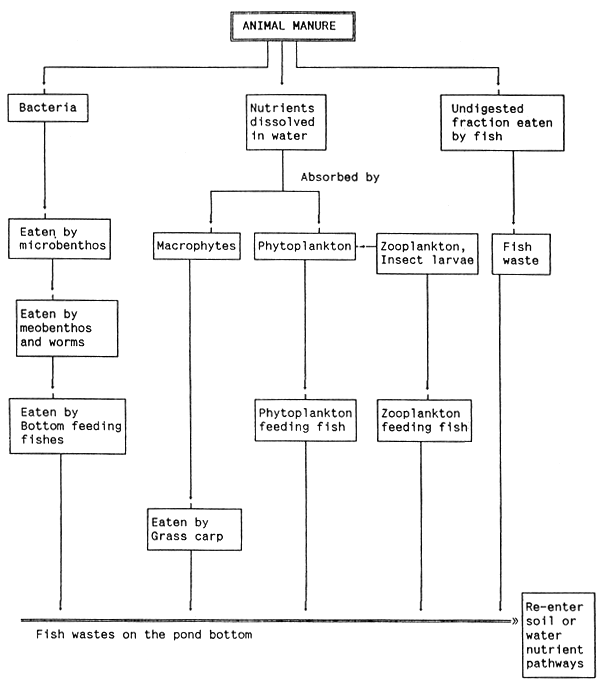 ANIMAL MANURE
Bacteria
Nutrients
dissolved
in water
Undigested
fraction eaten
by fish
Absorbed by
Eaten by
microbenthos
Macrophytes
Phytoplankton
Zooplankton,
Insect larvae
Fish
waste
Eaten by
meobenthos
and worms
Eaten by
Bottom feeding
fishes
Phytoplankton
feeding fish
Zooplankton
feeding fish
Eaten by
Grass carp
Re-enter
soil or
water
nutrient
pathways
Fish wastes on the pond bottom